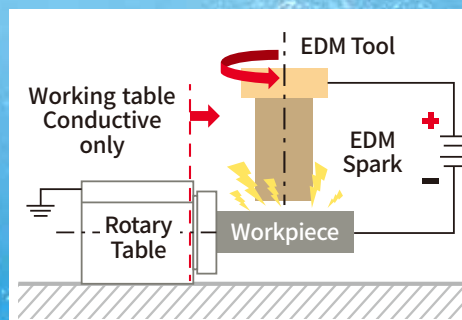 EDM Tool
Working table
Conductive
only
+
EDM
Spark
-
Rotary
Table
Workpiece